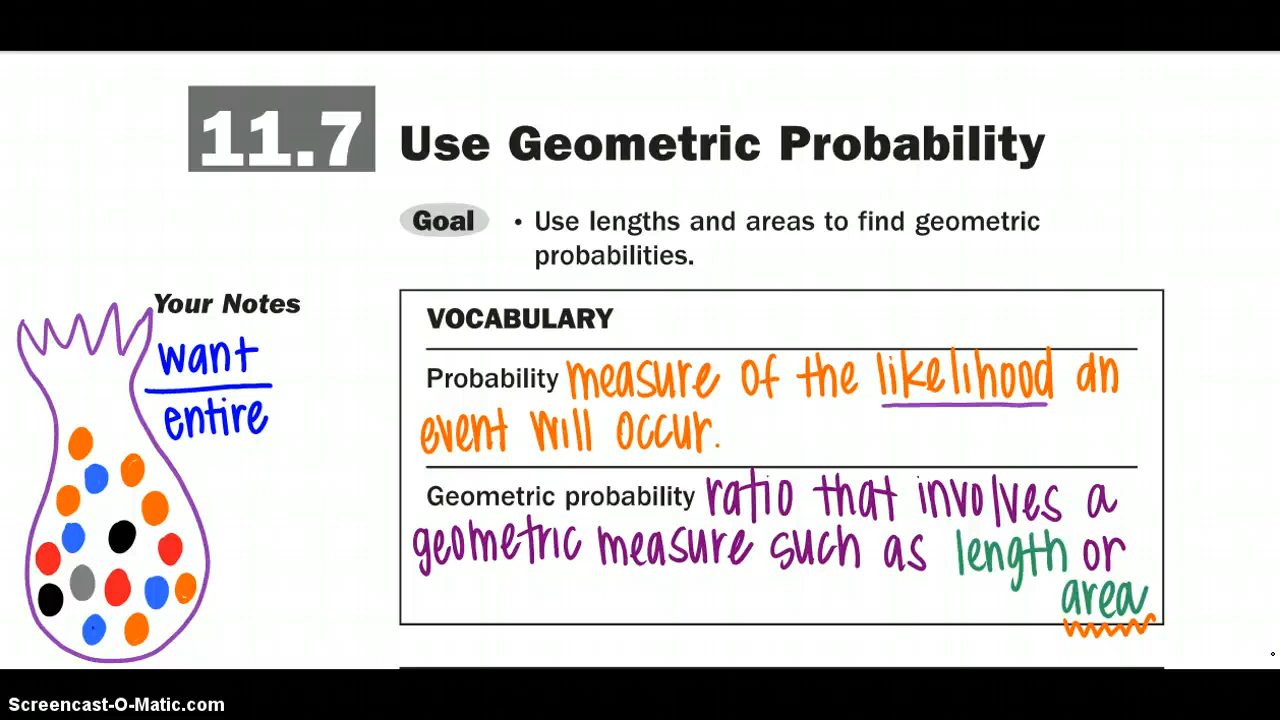 11.7 Use Geometric Probability
Goal • Use lengths and areas to find geometric
probabilities.
Your Notes
want
entire
VOCABULARY
Probability measure of the likelihood an
event will occur.
Geometric probability ratio that involves a
geometric measure such as length or
area
Screencast-O-Matic.com